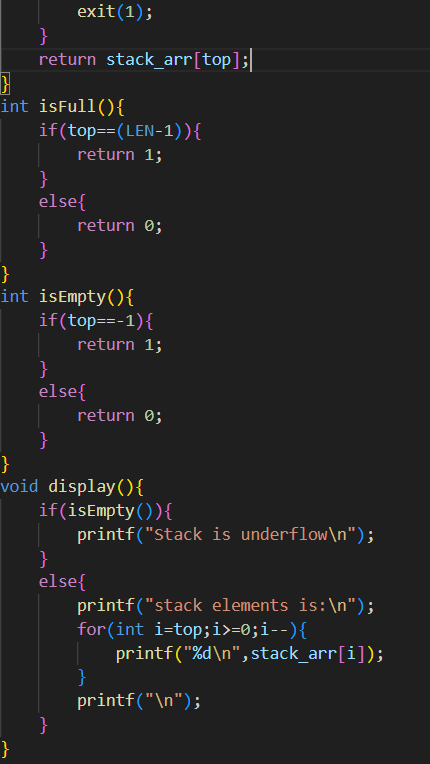 exit(1);
    }
    return stack_arr[top];
}
int isFull(){
    if(top==(LEN-1)){
        return 1;
    }
    else{
        return 0;
    }
}
int isEmpty(){
    if(top==-1){
        return 1;
    }
    else{
        return 0;
    }
}
void display(){
    if(isEmpty()){
        printf("Stack is underflow\n");
    }
    else{
        printf("stack elements is:\n");
        for(int i=top;i>=0;i--){
            printf("%d\n",stack_arr[i]);
        }
        printf("\n");
    }
}